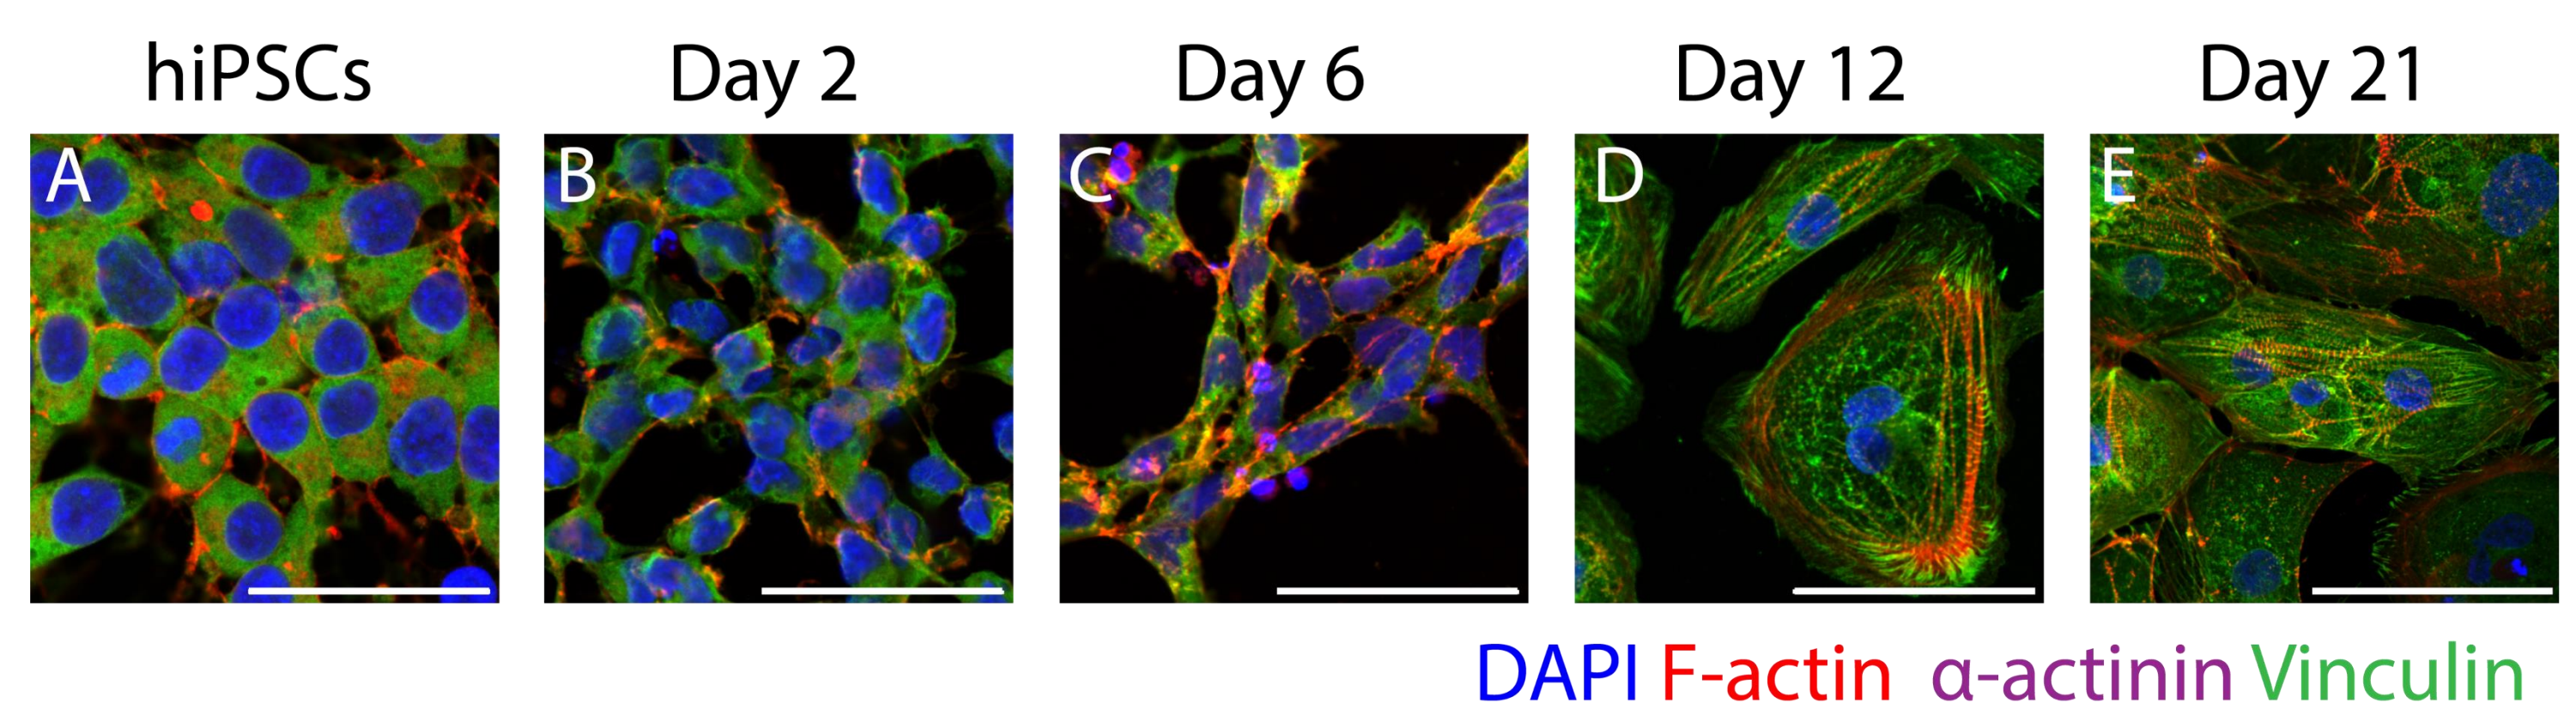 hiPSCs Day 2 Day 6 Day 12 Day 21
A B C D E
DAPI F-actin α-actinin Vinculin